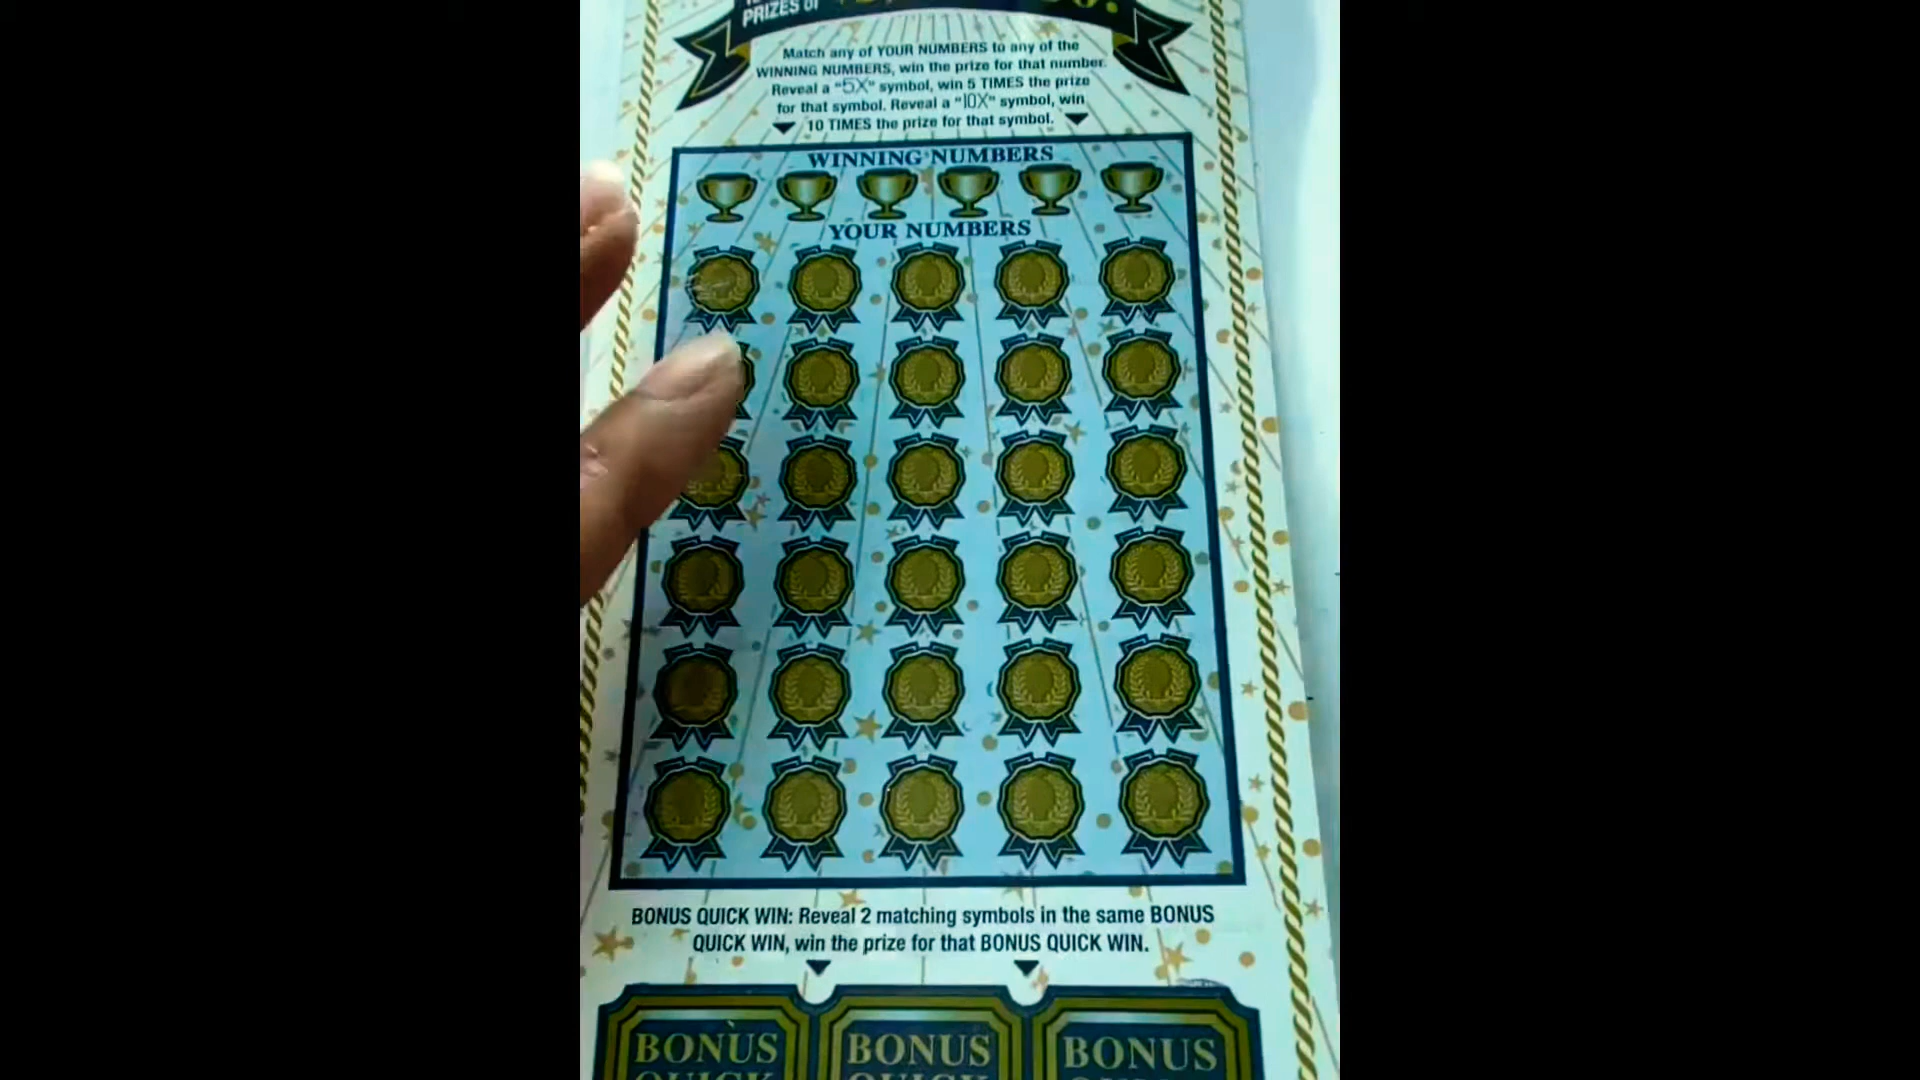 PRIZES of
Match any of YOUR NUMBERS to any of the
WINNING NUMBERS, win the prize for that number.
Reveal a "5X" symbol, win 5 TIMES the prize
for that symbol. Reveal a "10X" symbol, win
10 TIMES the prize for that symbol.
WINNING NUMBERS
YOUR NUMBERS
BONUS QUICK WIN: Reveal 2 matching symbols in the same BONUS
QUICK WIN, win the prize for that BONUS QUICK WIN.
BONUS BONUS BONUS
QUICK QUICK QUICK